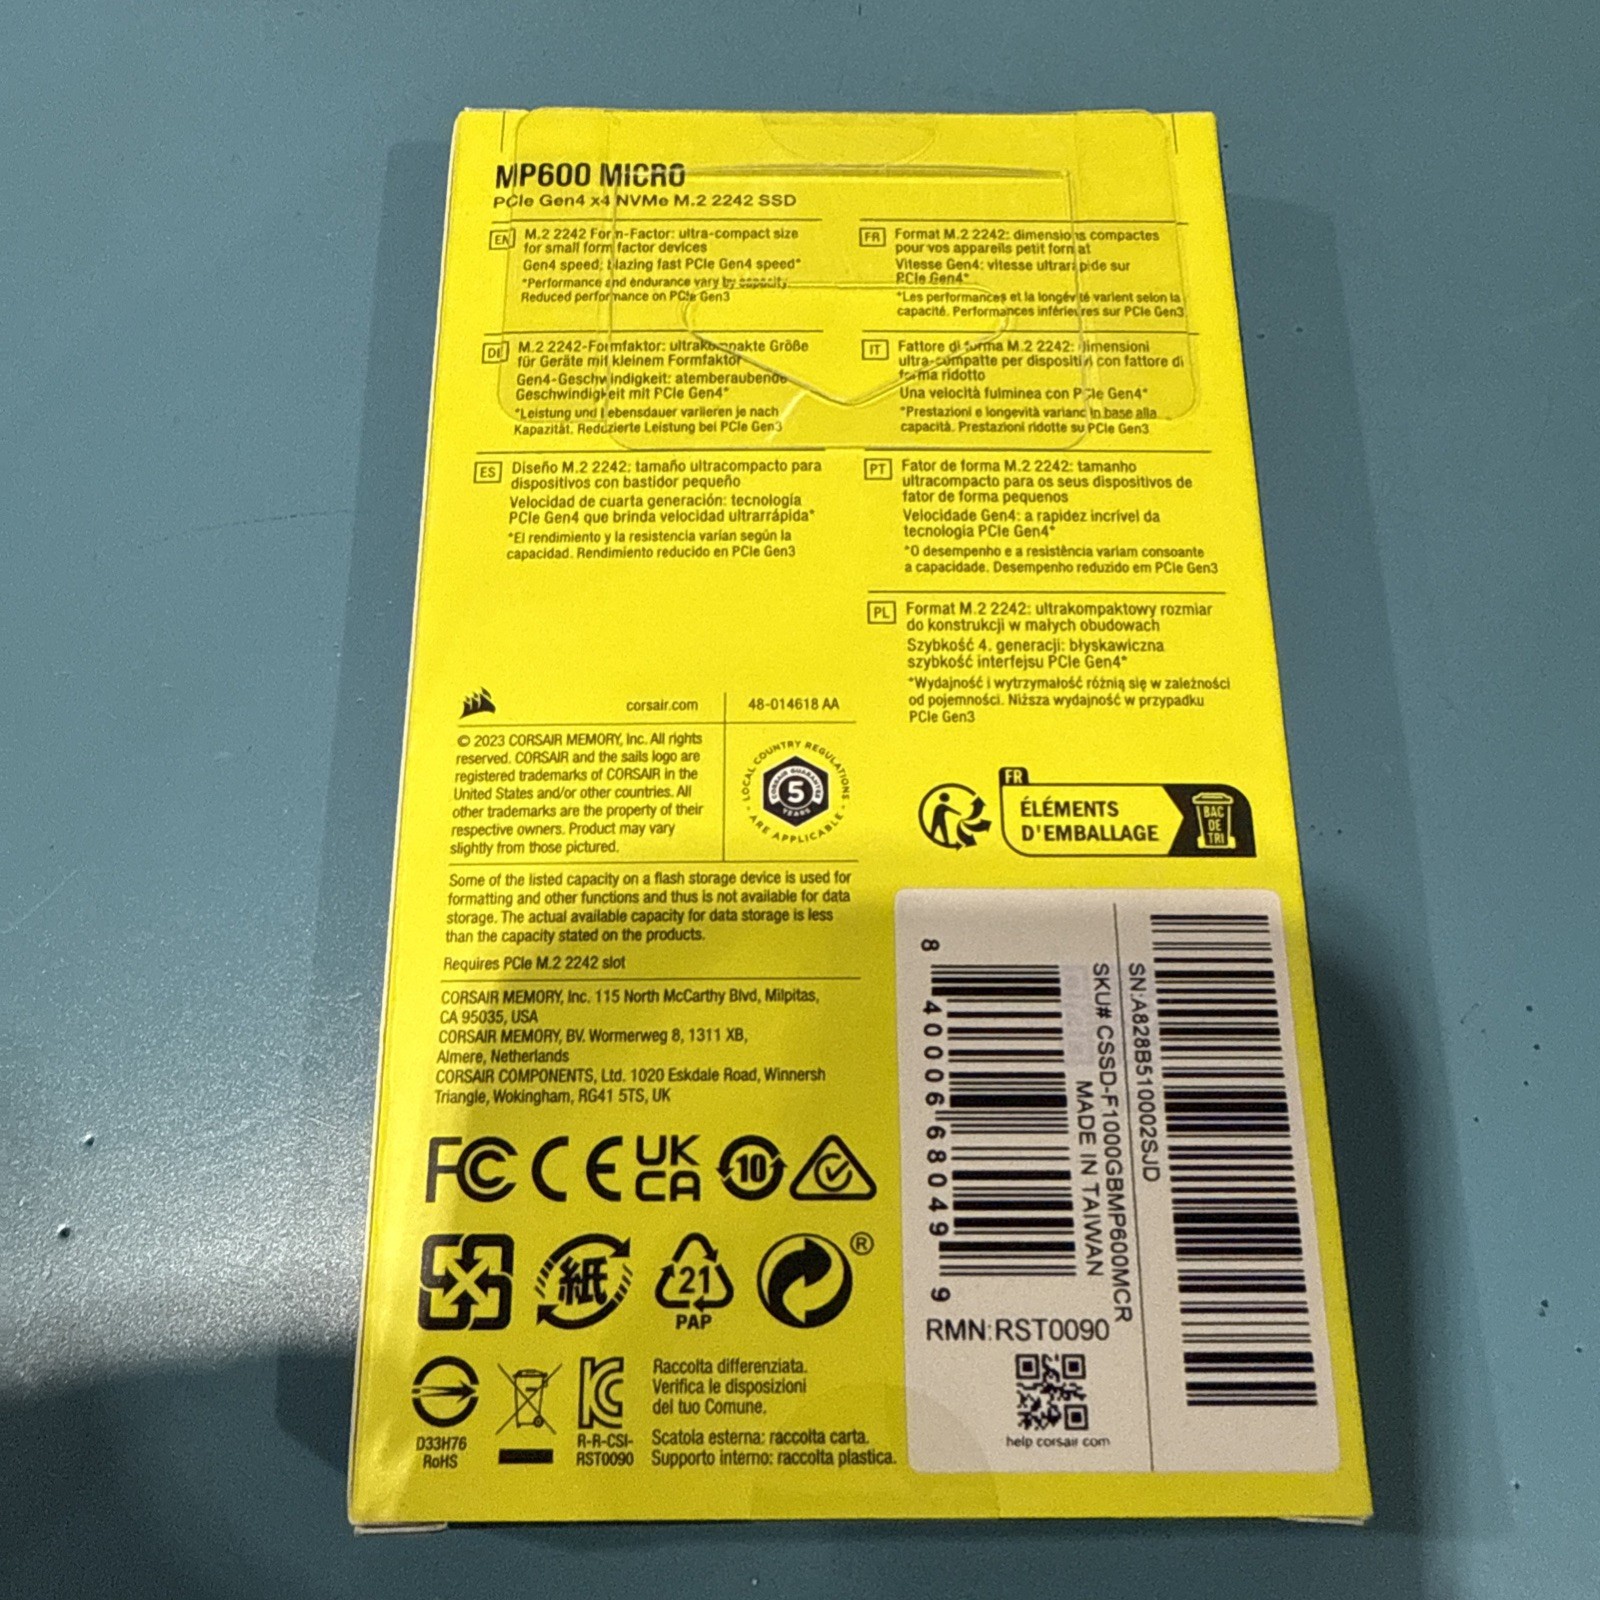 MP600 MICRO
PCIe Gen4 x4 NVMe M.2 2242 SSD
EN
M.2 2242 Form-Factor: ultra-compact size
for small form factor devices
Gen4 speed: blazing fast PCIe Gen4 speed*
*Performance and endurance vary by capacity.
Reduced performance on PCIe Gen3
FR
Format M.2 2242: dimensions compactes
pour vos appareils petit format
Vitesse Gen4: vitesse ultrarapide sur
PCIe Gen4*
*Les performances et la longévité varient selon la
capacité. Performances inférieures sur PCIe Gen3
DE
M.2 2242-Formfaktor: ultrakompakte Größe
für Geräte mit kleinem Formfaktor
Gen4-Geschwindigkeit: atemberaubende
Geschwindigkeit mit PCIe Gen4*
*Leistung und Lebensdauer variieren je nach
Kapazität. Reduzierte Leistung bei PCIe Gen3
IT
Fattore di forma M.2 2242: dimensioni
ultra-compatte per dispositivi con fattore di
forma ridotto
Una velocità fulminea con PCIe Gen4*
*Prestazioni e longevità variano in base alla
capacità. Prestazioni ridotte su PCIe Gen3
ES
Diseño M.2 2242: tamaño ultracompacto para
dispositivos con bastidor pequeño
Velocidad de cuarta generación: tecnología
PCIe Gen4 que brinda velocidad ultrarrápida*
*El rendimiento y la resistencia varían según la
capacidad. Rendimiento reducido en PCIe Gen3
PT
Fator de forma M.2 2242: tamanho
ultracompacto para os seus dispositivos de
fator de forma pequenos
Velocidade Gen4: a rapidez incrível da
tecnologia PCIe Gen4*
*O desempenho e a resistência variam consoante
a capacidade. Desempenho reduzido em PCIe Gen3
PL
Format M.2 2242: ultrakompaktowy rozmiar
do konstrukcji w małych obudowach
Szybkość 4. generacji: błyskawiczna
szybkość interfejsu PCIe Gen4*
*Wydajność i wytrzymałość różnią się w zależności
od pojemności. Niższa wydajność w przypadku
PCIe Gen3
corsair.com
48-014618 AA
© 2023 CORSAIR MEMORY, Inc. All rights
reserved. CORSAIR and the sails logo are
registered trademarks of CORSAIR in the
United States and/or other countries. All
other trademarks are the property of their
respective owners. Product may vary
slightly from those pictured.
LOCAL COUNTRY REGULATIONS
- ARE APPLICABLE -
CORSAIR GUARANTEE
5
YEARS
FR
ÉLÉMENTS
D'EMBALLAGE
BAC
DE
TRI
Some of the listed capacity on a flash storage device is used for
formatting and other functions and thus is not available for data
storage. The actual available capacity for data storage is less
than the capacity stated on the products.
Requires PCIe M.2 2242 slot
CORSAIR MEMORY, Inc. 115 North McCarthy Blvd, Milpitas,
CA 95035, USA
CORSAIR MEMORY, BV. Wormerweg 8, 1311 XB,
Almere, Netherlands
CORSAIR COMPONENTS, Ltd. 1020 Eskdale Road, Winnersh
Triangle, Wokingham, RG41 5TS, UK
FC CE UK
CA
10
紙
21
PAP
®
D33H76
RoHS
R-R-CSI-
RST0090
Raccolta differenziata.
Verifica le disposizioni
del tuo Comune.
Scatola esterna: raccolta carta.
Supporto interno: raccolta plastica.
SN:A828B510002SJD
SKU# CSSD-F1000GBMP600MCR
MADE IN TAIWAN
8 40006 68049 9
RMN:RST0090
help corsair com